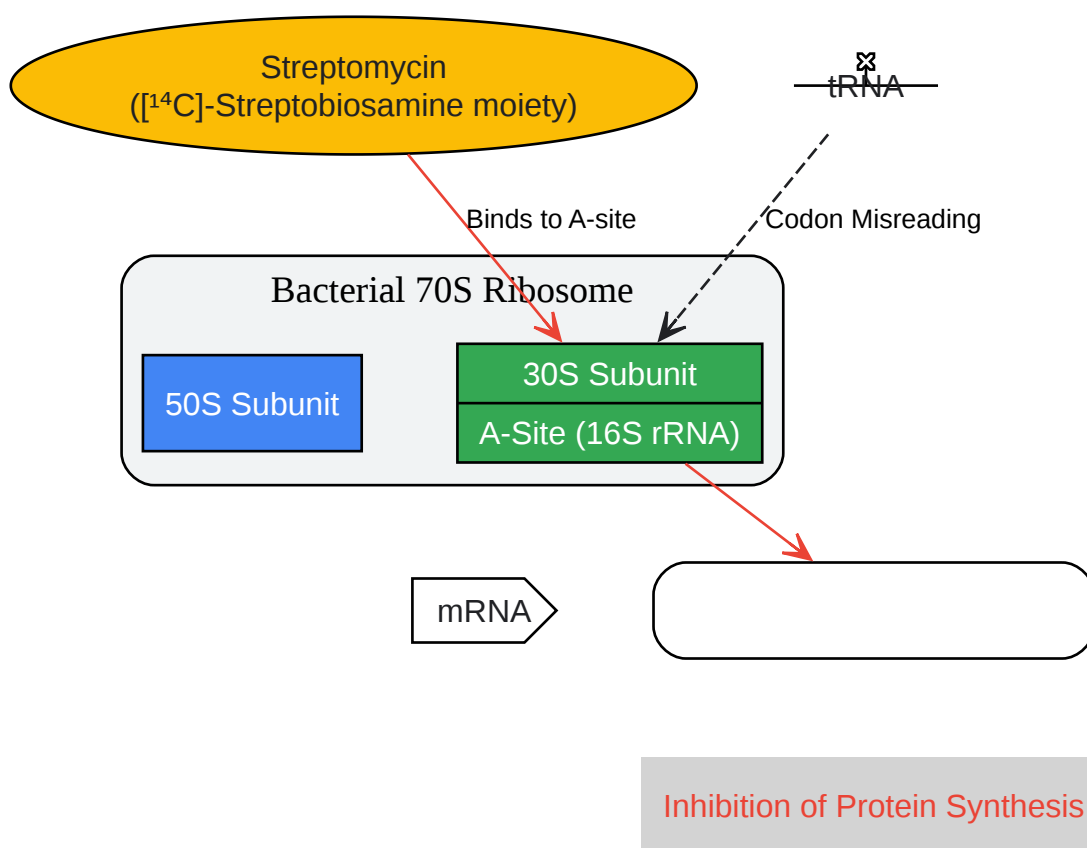 Streptomycin
([¹⁴C]-Streptobiosamine moiety)
tRNA
Binds to A-site
Codon Misreading
Bacterial 70S Ribosome
50S Subunit
30S Subunit
A-Site (16S rRNA)
mRNA
Inhibition of Protein Synthesis